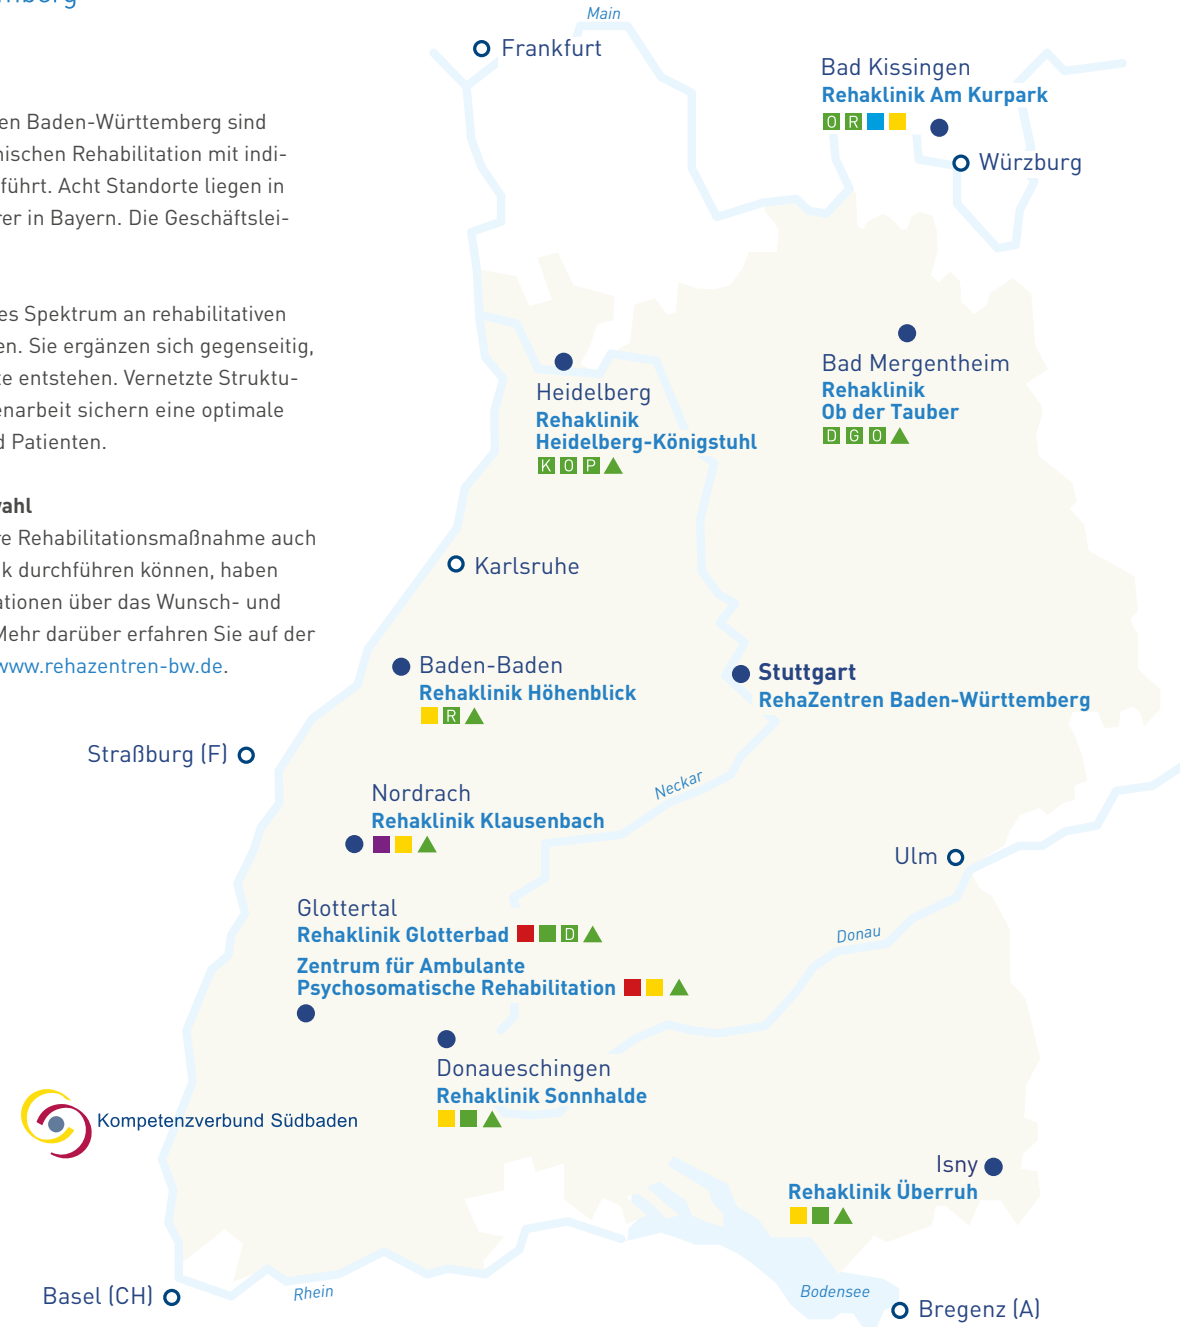 Main
Frankfurt
Bad Kissingen
Rehaklinik Am Kurpark
O R
Würzburg
en Baden-Württemberg sind
nischen Rehabilitation mit indi-
führt. Acht Standorte liegen in
rer in Bayern. Die Geschäftslei-
es Spektrum an rehabilitativen
en. Sie ergänzen sich gegenseitig,
te entstehen. Vernetzte Struktu-
enarbeit sichern eine optimale
d Patienten.
vahl
re Rehabilitationsmaßnahme auch
k durchführen können, haben
ationen über das Wunsch- und
Mehr darüber erfahren Sie auf der
www.rehazentren-bw.de.
Heidelberg
Rehaklinik
Heidelberg-Königstuhl
K O P
Bad Mergentheim
Rehaklinik
Ob der Tauber
D G O
Karlsruhe
Baden-Baden
Rehaklinik Höhenblick
R
Stuttgart
RehaZentren Baden-Württemberg
Straßburg (F)
Neckar
Nordrach
Rehaklinik Klausenbach
Ulm
Glottertal
Rehaklinik Glotterbad D
Zentrum für Ambulante
Psychosomatische Rehabilitation
Donau
Donaueschingen
Rehaklinik Sonnhalde
Kompetenzverbund Südbaden
Isny
Rehaklinik Überruh
Basel (CH)
Rhein
Bodensee
Bregenz (A)